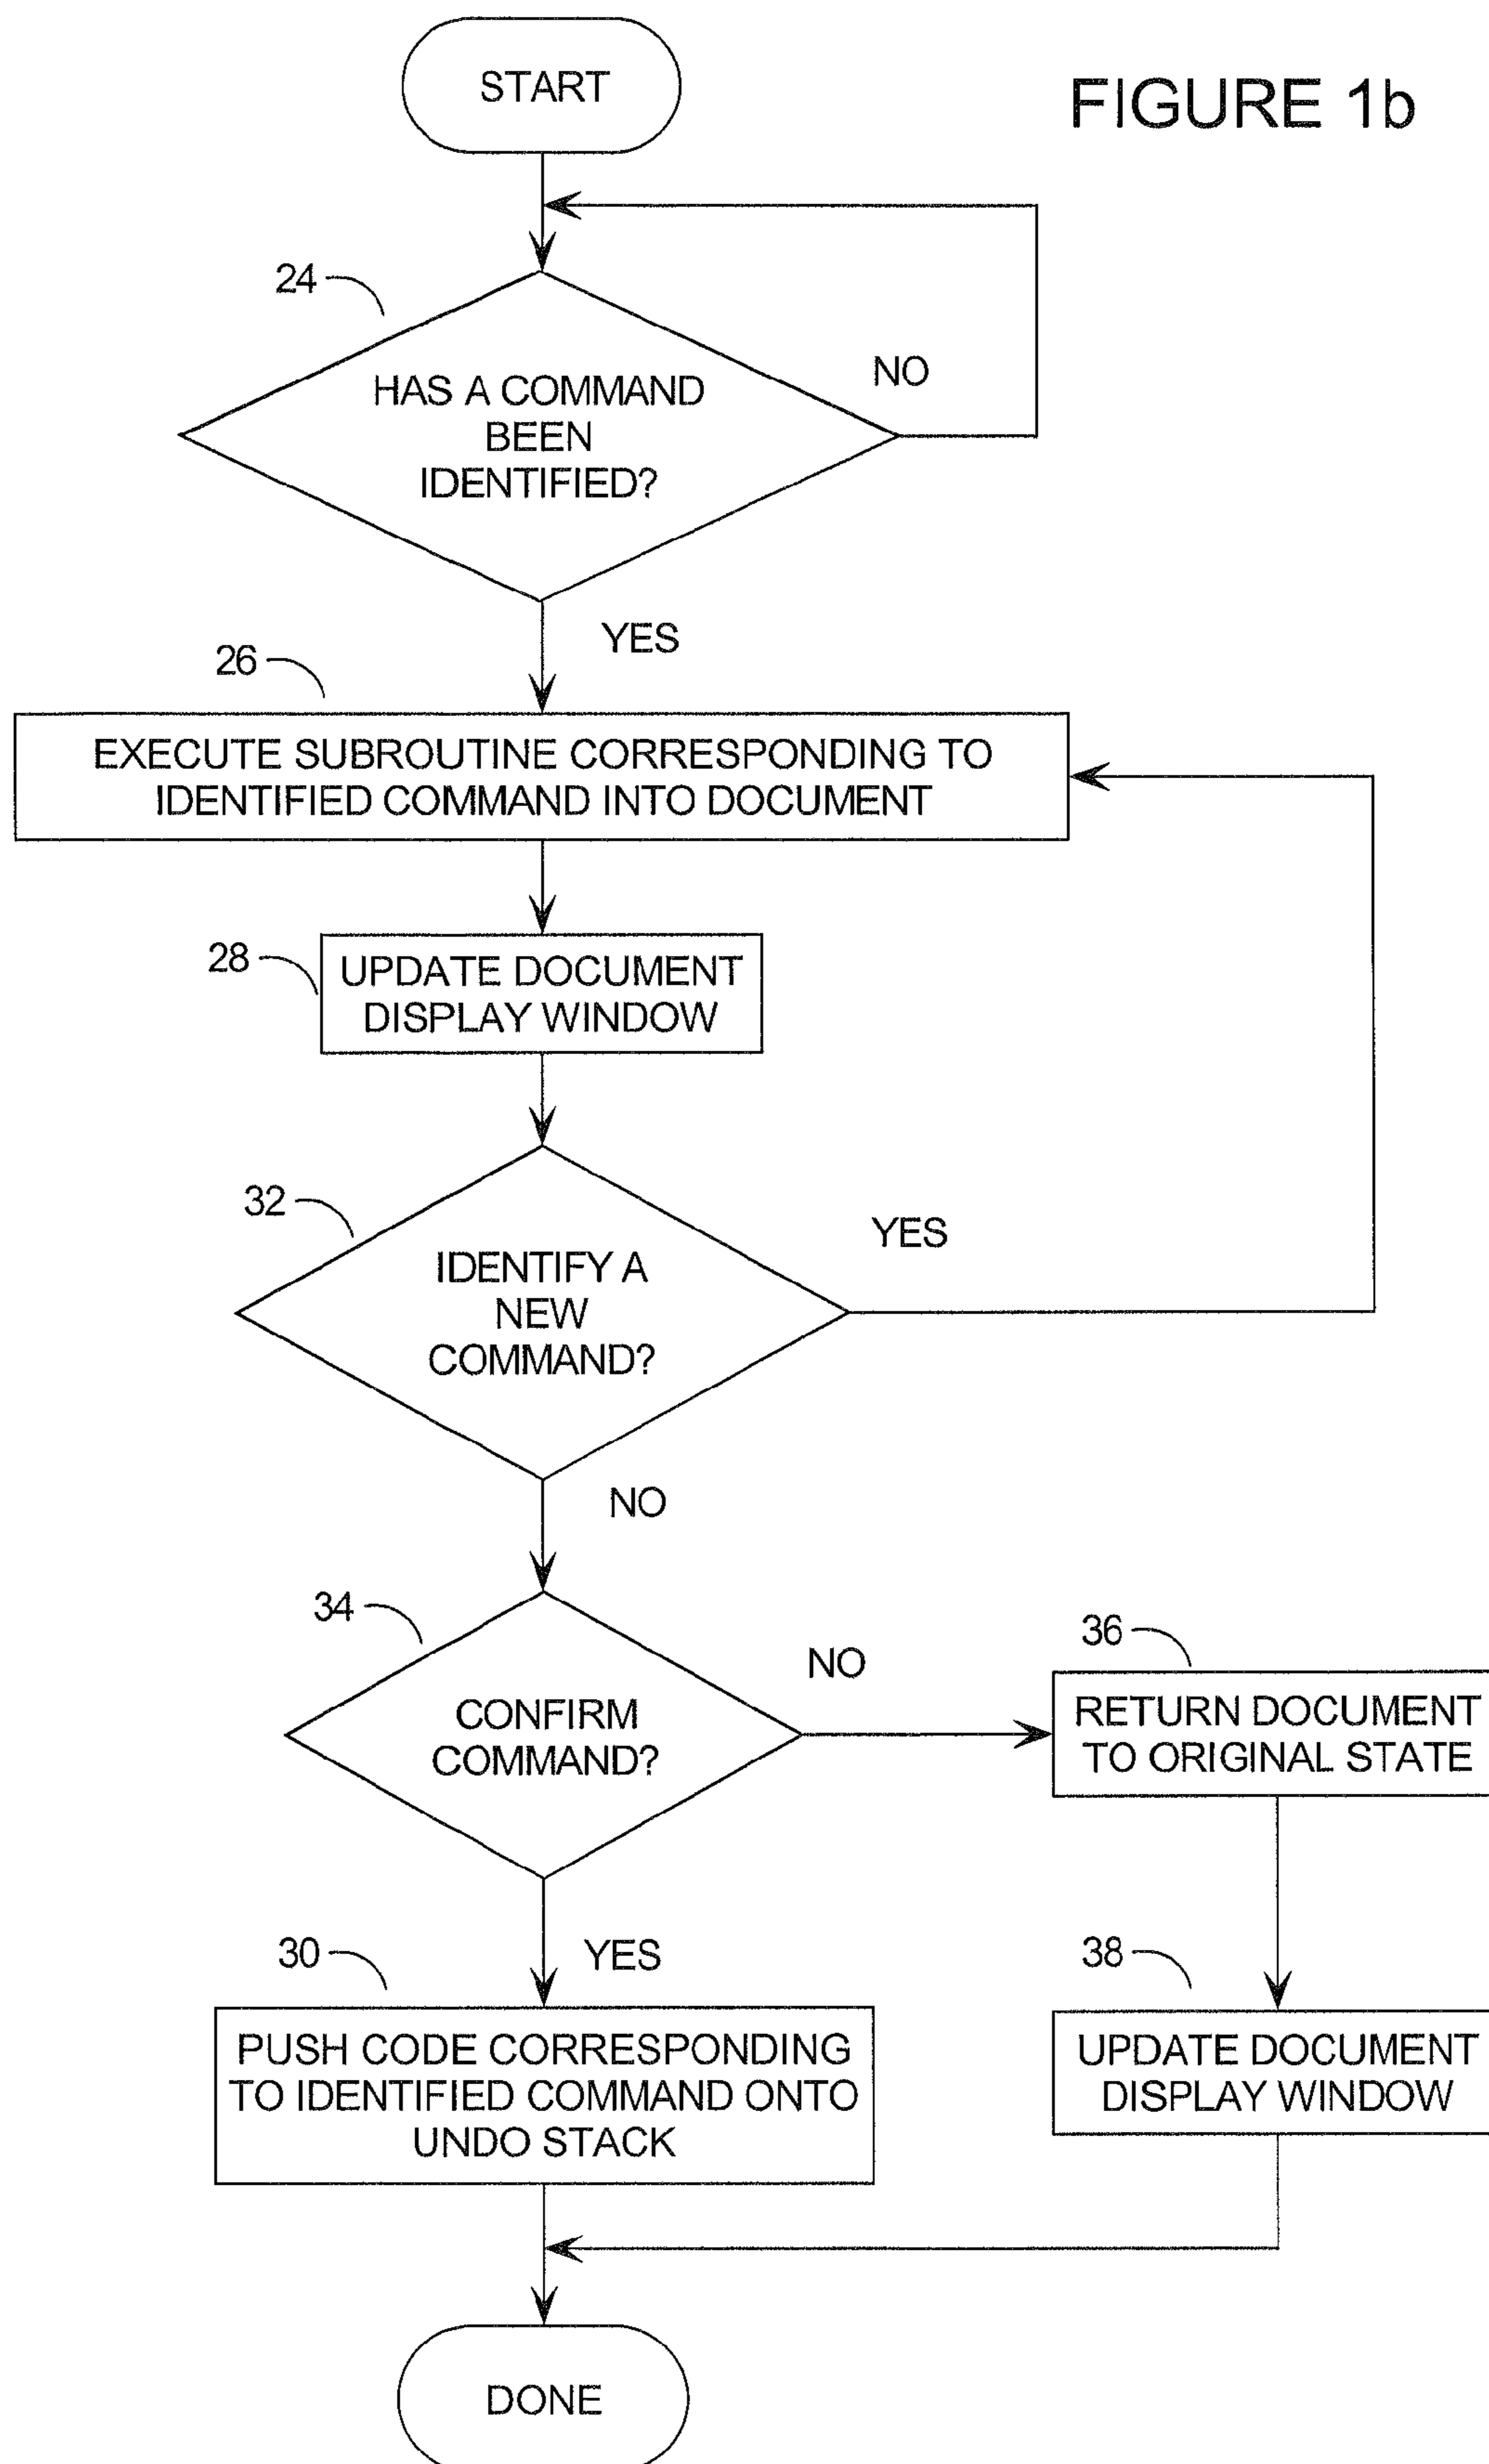 START
FIGURE 1b
24
HAS A COMMAND
BEEN
IDENTIFIED?
NO
YES
26
EXECUTE SUBROUTINE CORRESPONDING TO
IDENTIFIED COMMAND INTO DOCUMENT
28
UPDATE DOCUMENT
DISPLAY WINDOW
32
IDENTIFY A
NEW
COMMAND?
YES
NO
34
CONFIRM
COMMAND?
NO
36
RETURN DOCUMENT
TO ORIGINAL STATE
YES
30
PUSH CODE CORRESPONDING
TO IDENTIFIED COMMAND ONTO
UNDO STACK
38
UPDATE DOCUMENT
DISPLAY WINDOW
DONE